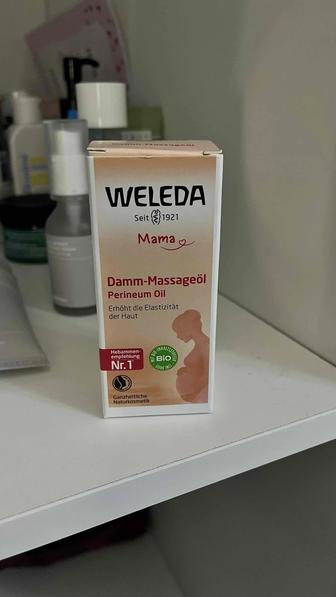 WELEDA
Seit 1921
Mama
Damm-Massageöl
Perineum Oil
Erhöht die Elastizität
der Haut
Hebammen-
empfehlung
Nr. 1
BIO
Ganzheitliche
Naturkosmetik